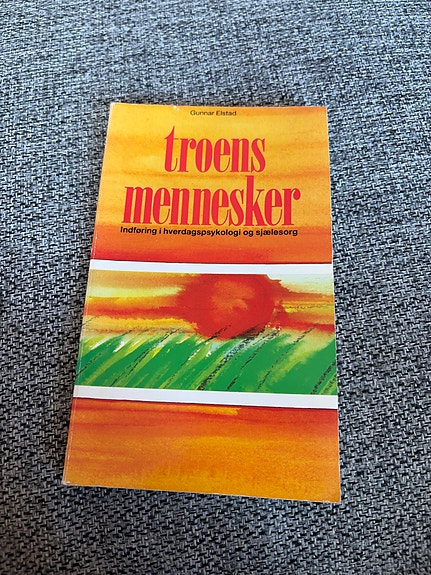 Gunnar Elstad
troens
mennesker
Indføring i hverdagspsykologi og sjælesorg